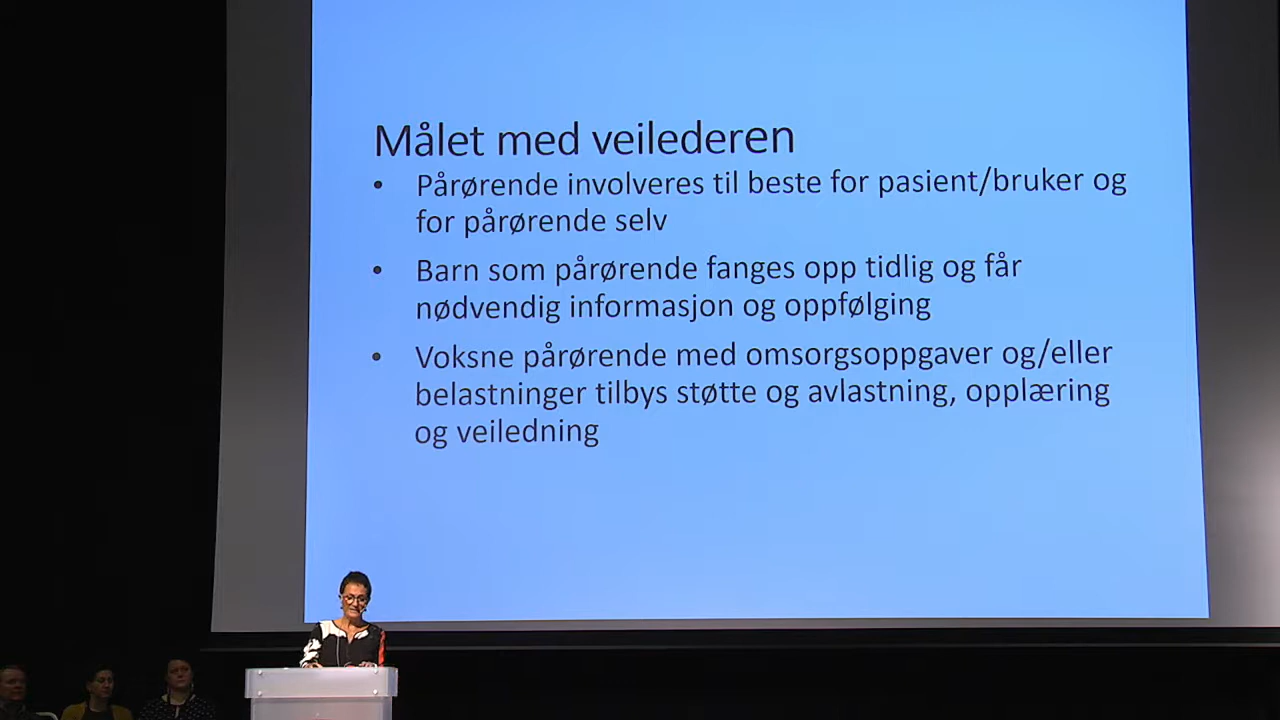 Målet med veilederen
• Pårørende involveres til beste for pasient/bruker og
for pårørende selv
• Barn som pårørende fanges opp tidlig og får
nødvendig informasjon og oppfølging
• Voksne pårørende med omsorgsoppgaver og/eller
belastninger tilbys støtte og avlastning, opplæring
og veiledning